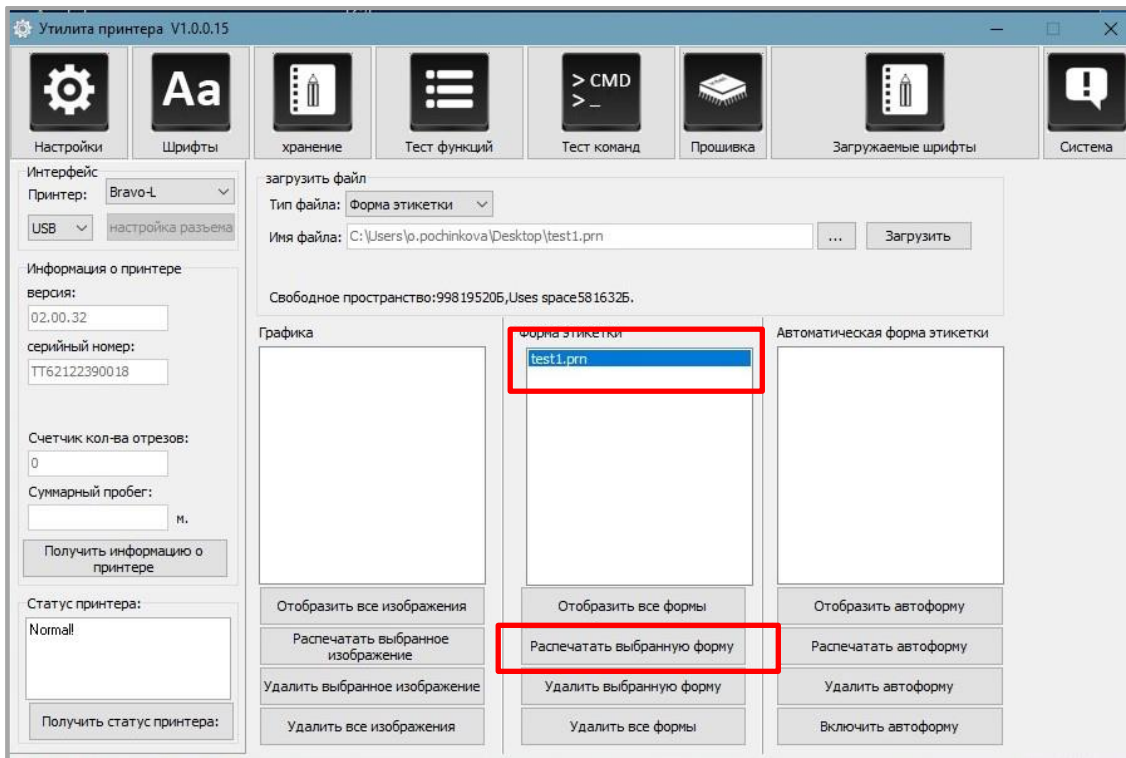 Утилита принтера V1.0.0.15
Aa
> CMD
>_
Настройки
Шрифты
хранение
Тест функций
Тест команд
Прошивка
Загружаемые шрифты
Система
Интерфейс
Принтер: Bravo-L
USB настройка разъема
Информация о принтере
версия:
02.00.32
серийный номер:
TT62122390018
Счетчик кол-ва отрезов:
0
Суммарный пробег:
м.
Получить информацию о
принтере
Статус принтера:
Normal!
Получить статус принтера:
загрузить файл
Тип файла: Форма этикетки
Имя файла: C:\Users\o.pochinkova\Desktop\test1.prn ... Загрузить
Свободное пространство:99819520Б,Uses space581632Б.
Графика
Отобразить все изображения
Распечатать выбранное
изображение
Удалить выбранное изображение
Удалить все изображения
Форма этикетки
test1.prn
Отобразить все формы
Распечатать выбранную форму
Удалить выбранную форму
Удалить все формы
Автоматическая форма этикетки
Отобразить автоформу
Распечатать автоформу
Удалить автоформу
Включить автоформу